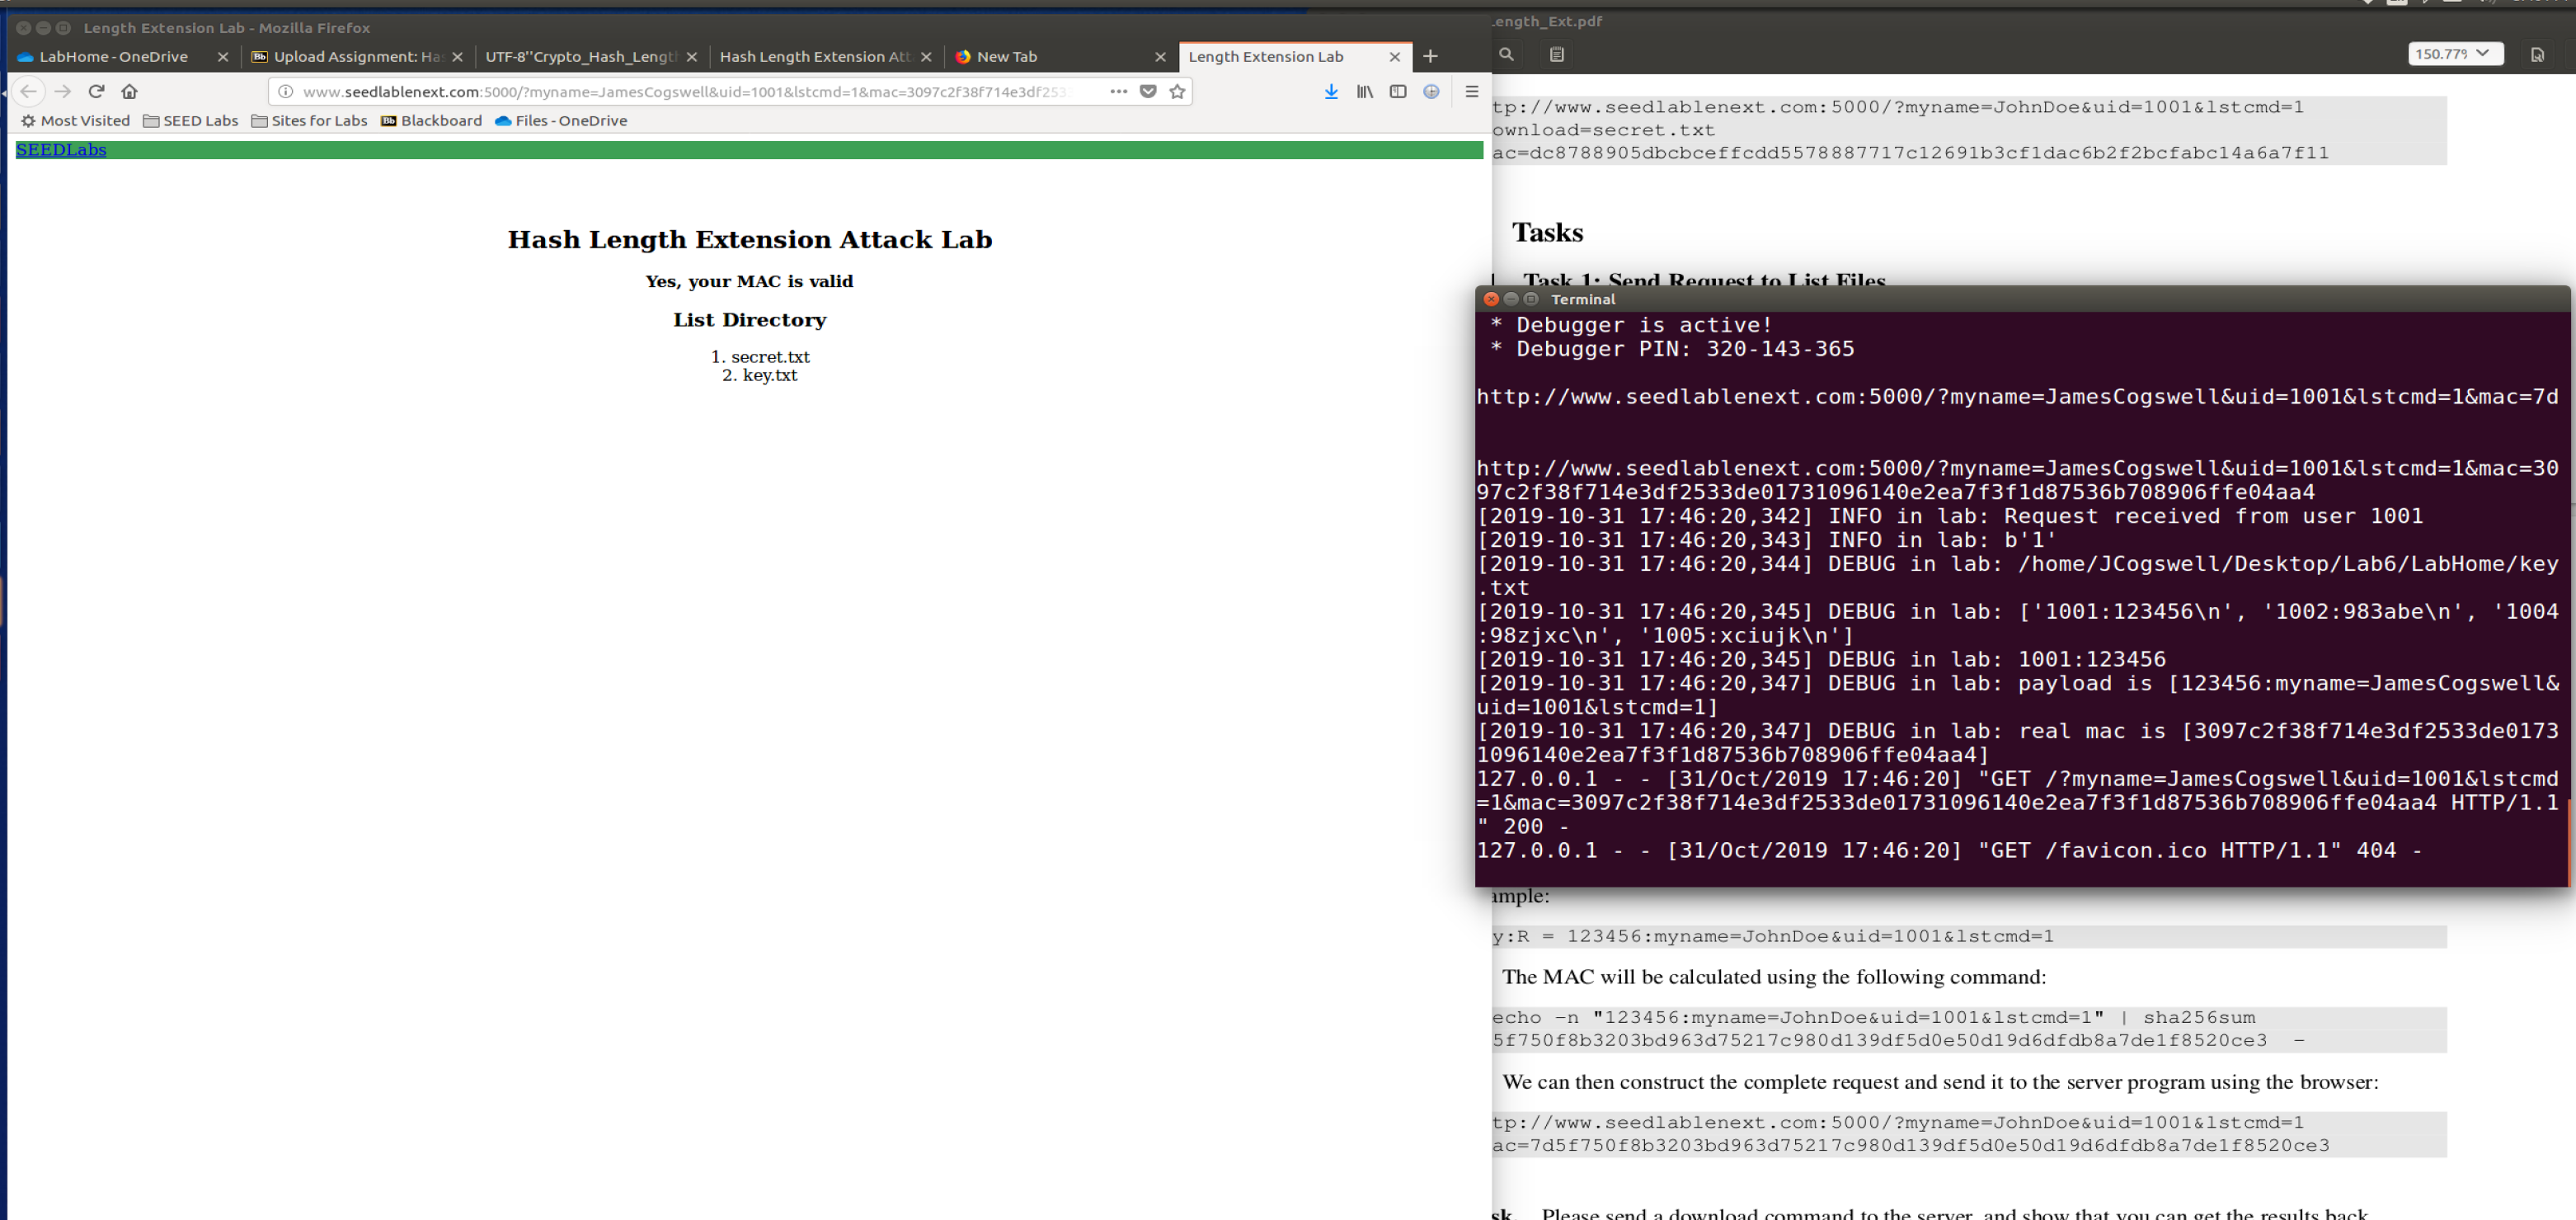 Length Extension Lab - Mozilla Firefox
LabHome - OneDrive
Upload Assignment: Ha
UTF-8''Crypto_Hash_Lengt
Hash Length Extension Att
New Tab
Length Extension Lab
www.seedlablenext.com:5000/?myname=JamesCogswell&uid=1001&lstcmd=1&mac=3097c2f38f714e3df253
Most Visited SEED Labs Sites for Labs Blackboard Files - OneDrive
SEEDLabs
Hash Length Extension Attack Lab
Yes, your MAC is valid
List Directory
1. secret.txt
2. key.txt
Length_Ext.pdf
150.77%
tp://www.seedlablenext.com:5000/?myname=JohnDoe&uid=1001&lstcmd=1
ownload=secret.txt
ac=dc8788905dbcbceffcdd5578887717c12691b3cf1dac6b2f2bcfabc14a6a7f11
Tasks
Task 1: Send Request to List Files
Terminal
* Debugger is active!
* Debugger PIN: 320-143-365
http://www.seedlablenext.com:5000/?myname=JamesCogswell&uid=1001&lstcmd=1&mac=7d
http://www.seedlablenext.com:5000/?myname=JamesCogswell&uid=1001&lstcmd=1&mac=30
97c2f38f714e3df2533de01731096140e2ea7f3f1d87536b708906ffe04aa4
[2019-10-31 17:46:20,342] INFO in lab: Request received from user 1001
[2019-10-31 17:46:20,343] INFO in lab: b'1'
[2019-10-31 17:46:20,344] DEBUG in lab: /home/JCogswell/Desktop/Lab6/LabHome/key
.txt
[2019-10-31 17:46:20,345] DEBUG in lab: ['1001:123456\n', '1002:983abe\n', '1004
:98zjxc\n', '1005:xciujk\n']
[2019-10-31 17:46:20,345] DEBUG in lab: 1001:123456
[2019-10-31 17:46:20,347] DEBUG in lab: payload is [123456:myname=JamesCogswell&
uid=1001&lstcmd=1]
[2019-10-31 17:46:20,347] DEBUG in lab: real mac is [3097c2f38f714e3df2533de0173
1096140e2ea7f3f1d87536b708906ffe04aa4]
127.0.0.1 - - [31/Oct/2019 17:46:20] "GET /?myname=JamesCogswell&uid=1001&lstcmd
=1&mac=3097c2f38f714e3df2533de01731096140e2ea7f3f1d87536b708906ffe04aa4 HTTP/1.1
" 200 -
127.0.0.1 - - [31/Oct/2019 17:46:20] "GET /favicon.ico HTTP/1.1" 404 -
ample:
y:R = 123456:myname=JohnDoe&uid=1001&lstcmd=1
The MAC will be calculated using the following command:
echo -n "123456:myname=JohnDoe&uid=1001&lstcmd=1" | sha256sum
5f750f8b3203bd963d75217c980d139df5d0e50d19d6dfdb8a7de1f8520ce3 -
We can then construct the complete request and send it to the server program using the browser:
tp://www.seedlablenext.com:5000/?myname=JohnDoe&uid=1001&lstcmd=1
ac=7d5f750f8b3203bd963d75217c980d139df5d0e50d19d6dfdb8a7de1f8520ce3
sk. Please send a download command to the server, and show that you can get the results back.